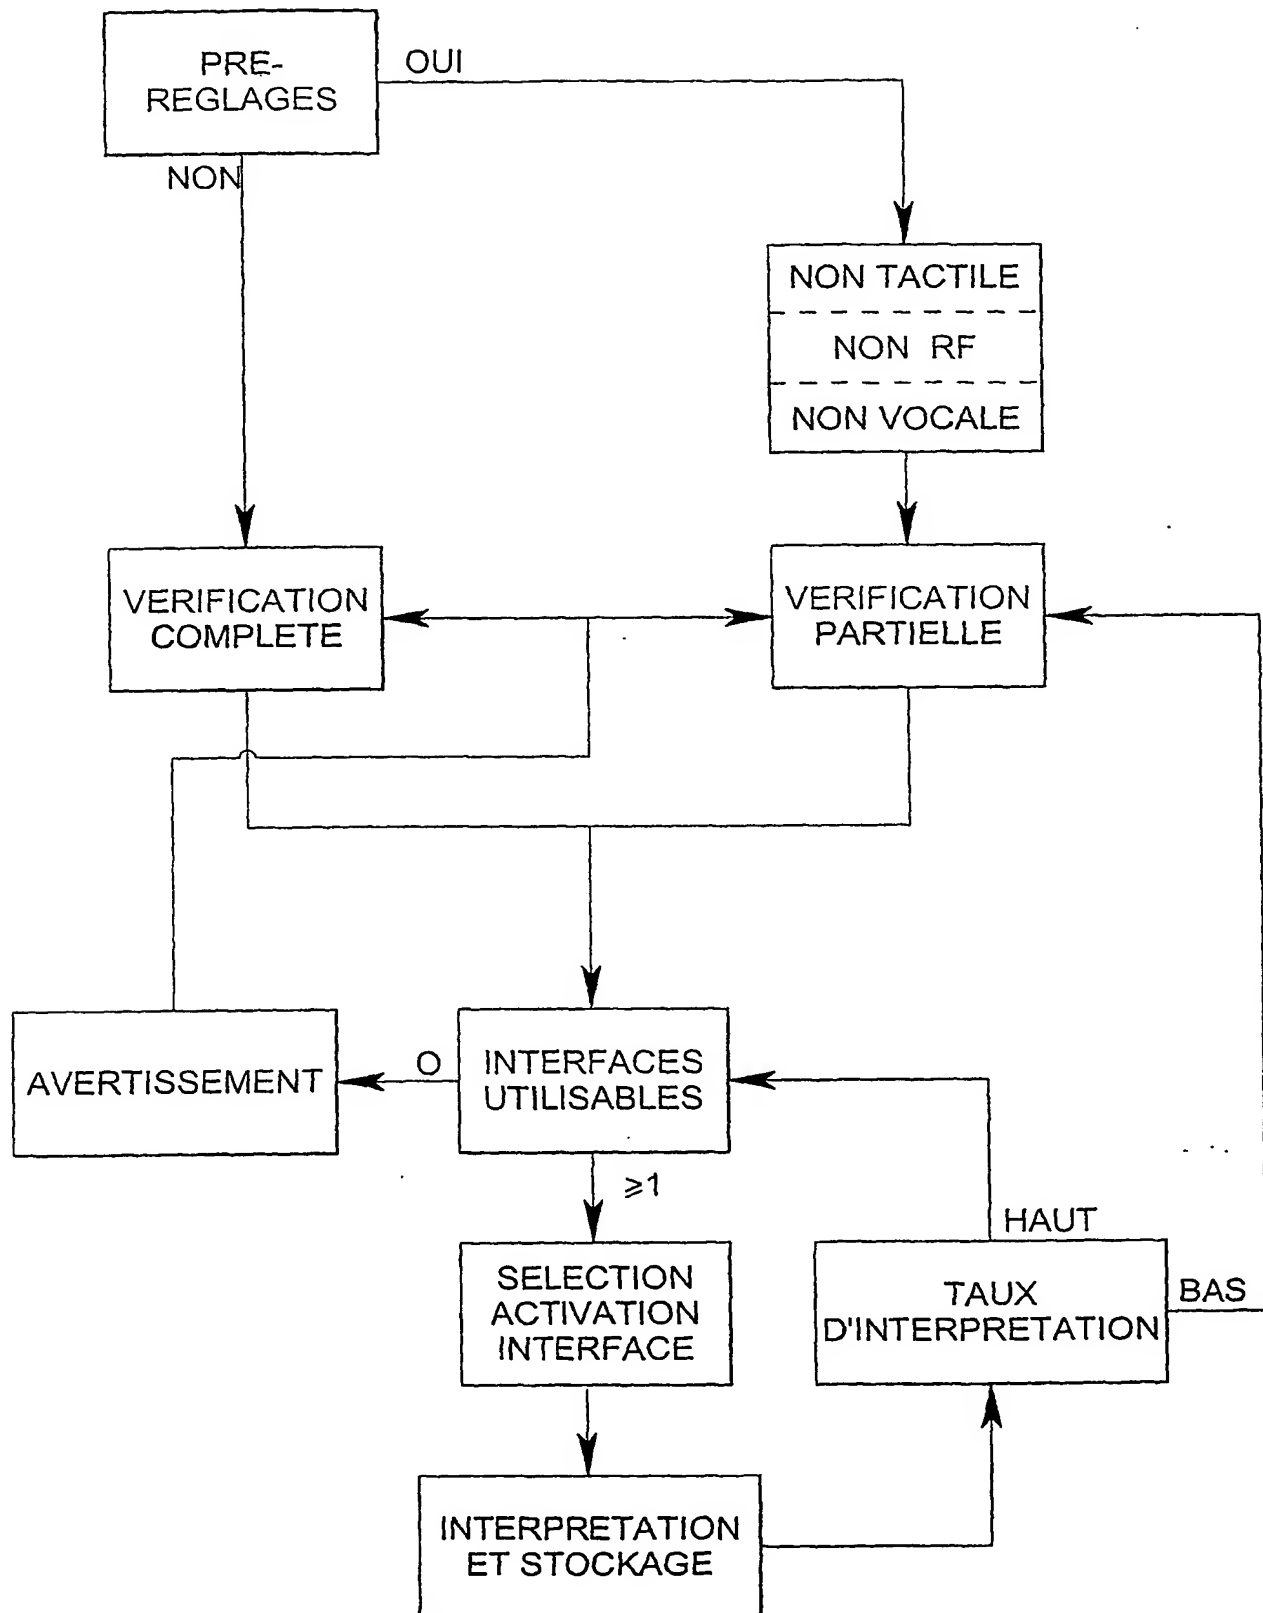 PRE-
REGLAGES
OUI
NON
NON TACTILE
NON RF
NON VOCALE
VERIFICATION
COMPLETE
VERIFICATION
PARTIELLE
AVERTISSEMENT
O
INTERFACES
UTILISABLES
≥1
SELECTION
ACTIVATION
INTERFACE
HAUT
TAUX
D'INTERPRETATION
BAS
INTERPRETATION
ET STOCKAGE